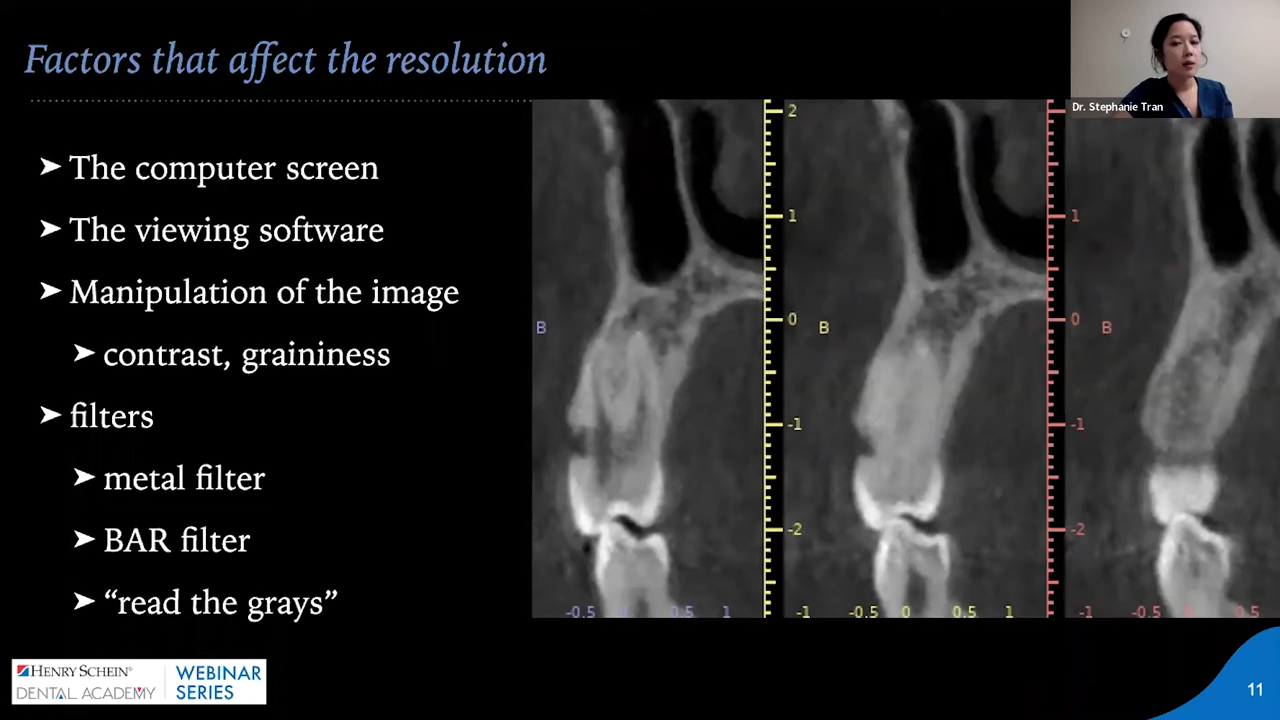 Factors that affect the resolution
Dr. Stephanie Tran
➤ The computer screen
➤ The viewing software
➤ Manipulation of the image
➤ contrast, graininess
➤ filters
➤ metal filter
➤ BAR filter
➤ “read the grays”
B
2
1
0
-1
-2
-0.5
0.5
1
B
1
0
-1
-2
-1
-0.5
0
0.5
1
B
-1
-0.5
0.5
HENRY SCHEIN®
DENTAL ACADEMY
WEBINAR
SERIES
11